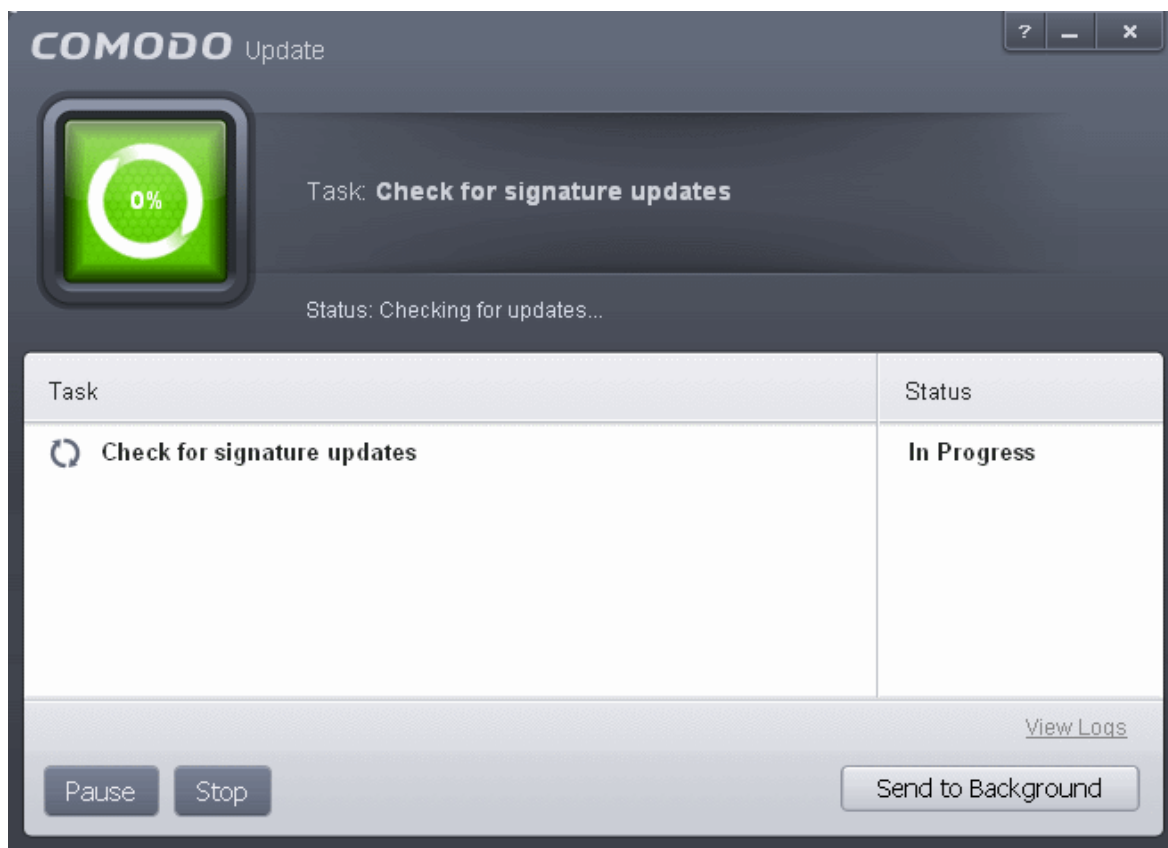 COMODO Update
?
0%
Task: Check for signature updates
Status: Checking for updates...
Task Status
Check for signature updates In Progress
View Logs
Pause Stop Send to Background